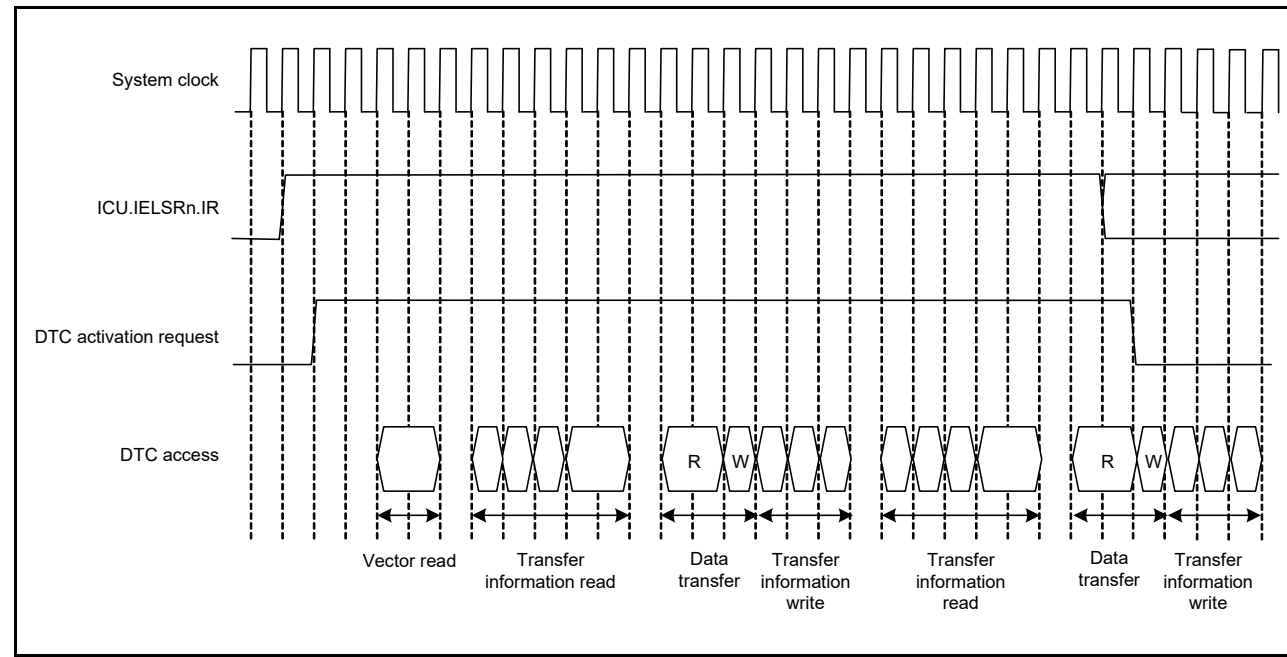 System clock
ICU.IELSRn.IR
DTC activation request
DTC access
R
W
R
W
Vector read
Transfer
information read
Data
transfer
Transfer
information
write
Transfer
information
read
Data
transfer
Transfer
information
write